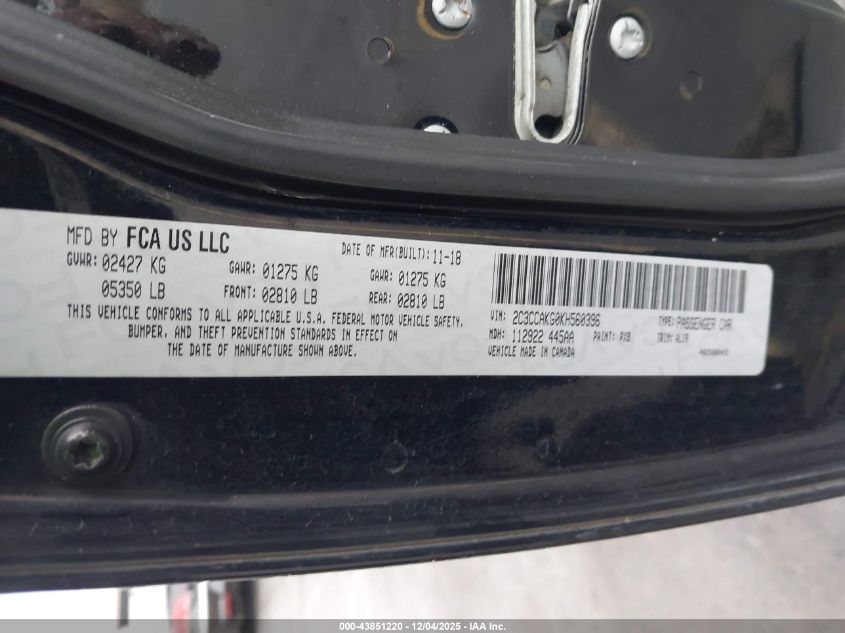 MFD BY FCA US LLC
DATE OF MFR(BUILT): 11-18
GVWR: 02427 KG
GAWR: 01275 KG
GAWR: 01275 KG
05350 LB
FRONT: 02810 LB
REAR: 02810 LB
THIS VEHICLE CONFORMS TO ALL APPLICABLE U.S.A. FEDERAL MOTOR VEHICLE SAFETY,
BUMPER, AND THEFT PREVENTION STANDARDS IN EFFECT ON
THE DATE OF MANUFACTURE SHOWN ABOVE.
VIN: 2C3CCAKG0KH560396
TYPE: PASSENGER CAR
MDH: 112922 445AA
PAINT: PX8
TRIM:
VEHICLE MADE IN CANADA
000-43851220 - 12/04/2025 - IAA Inc.